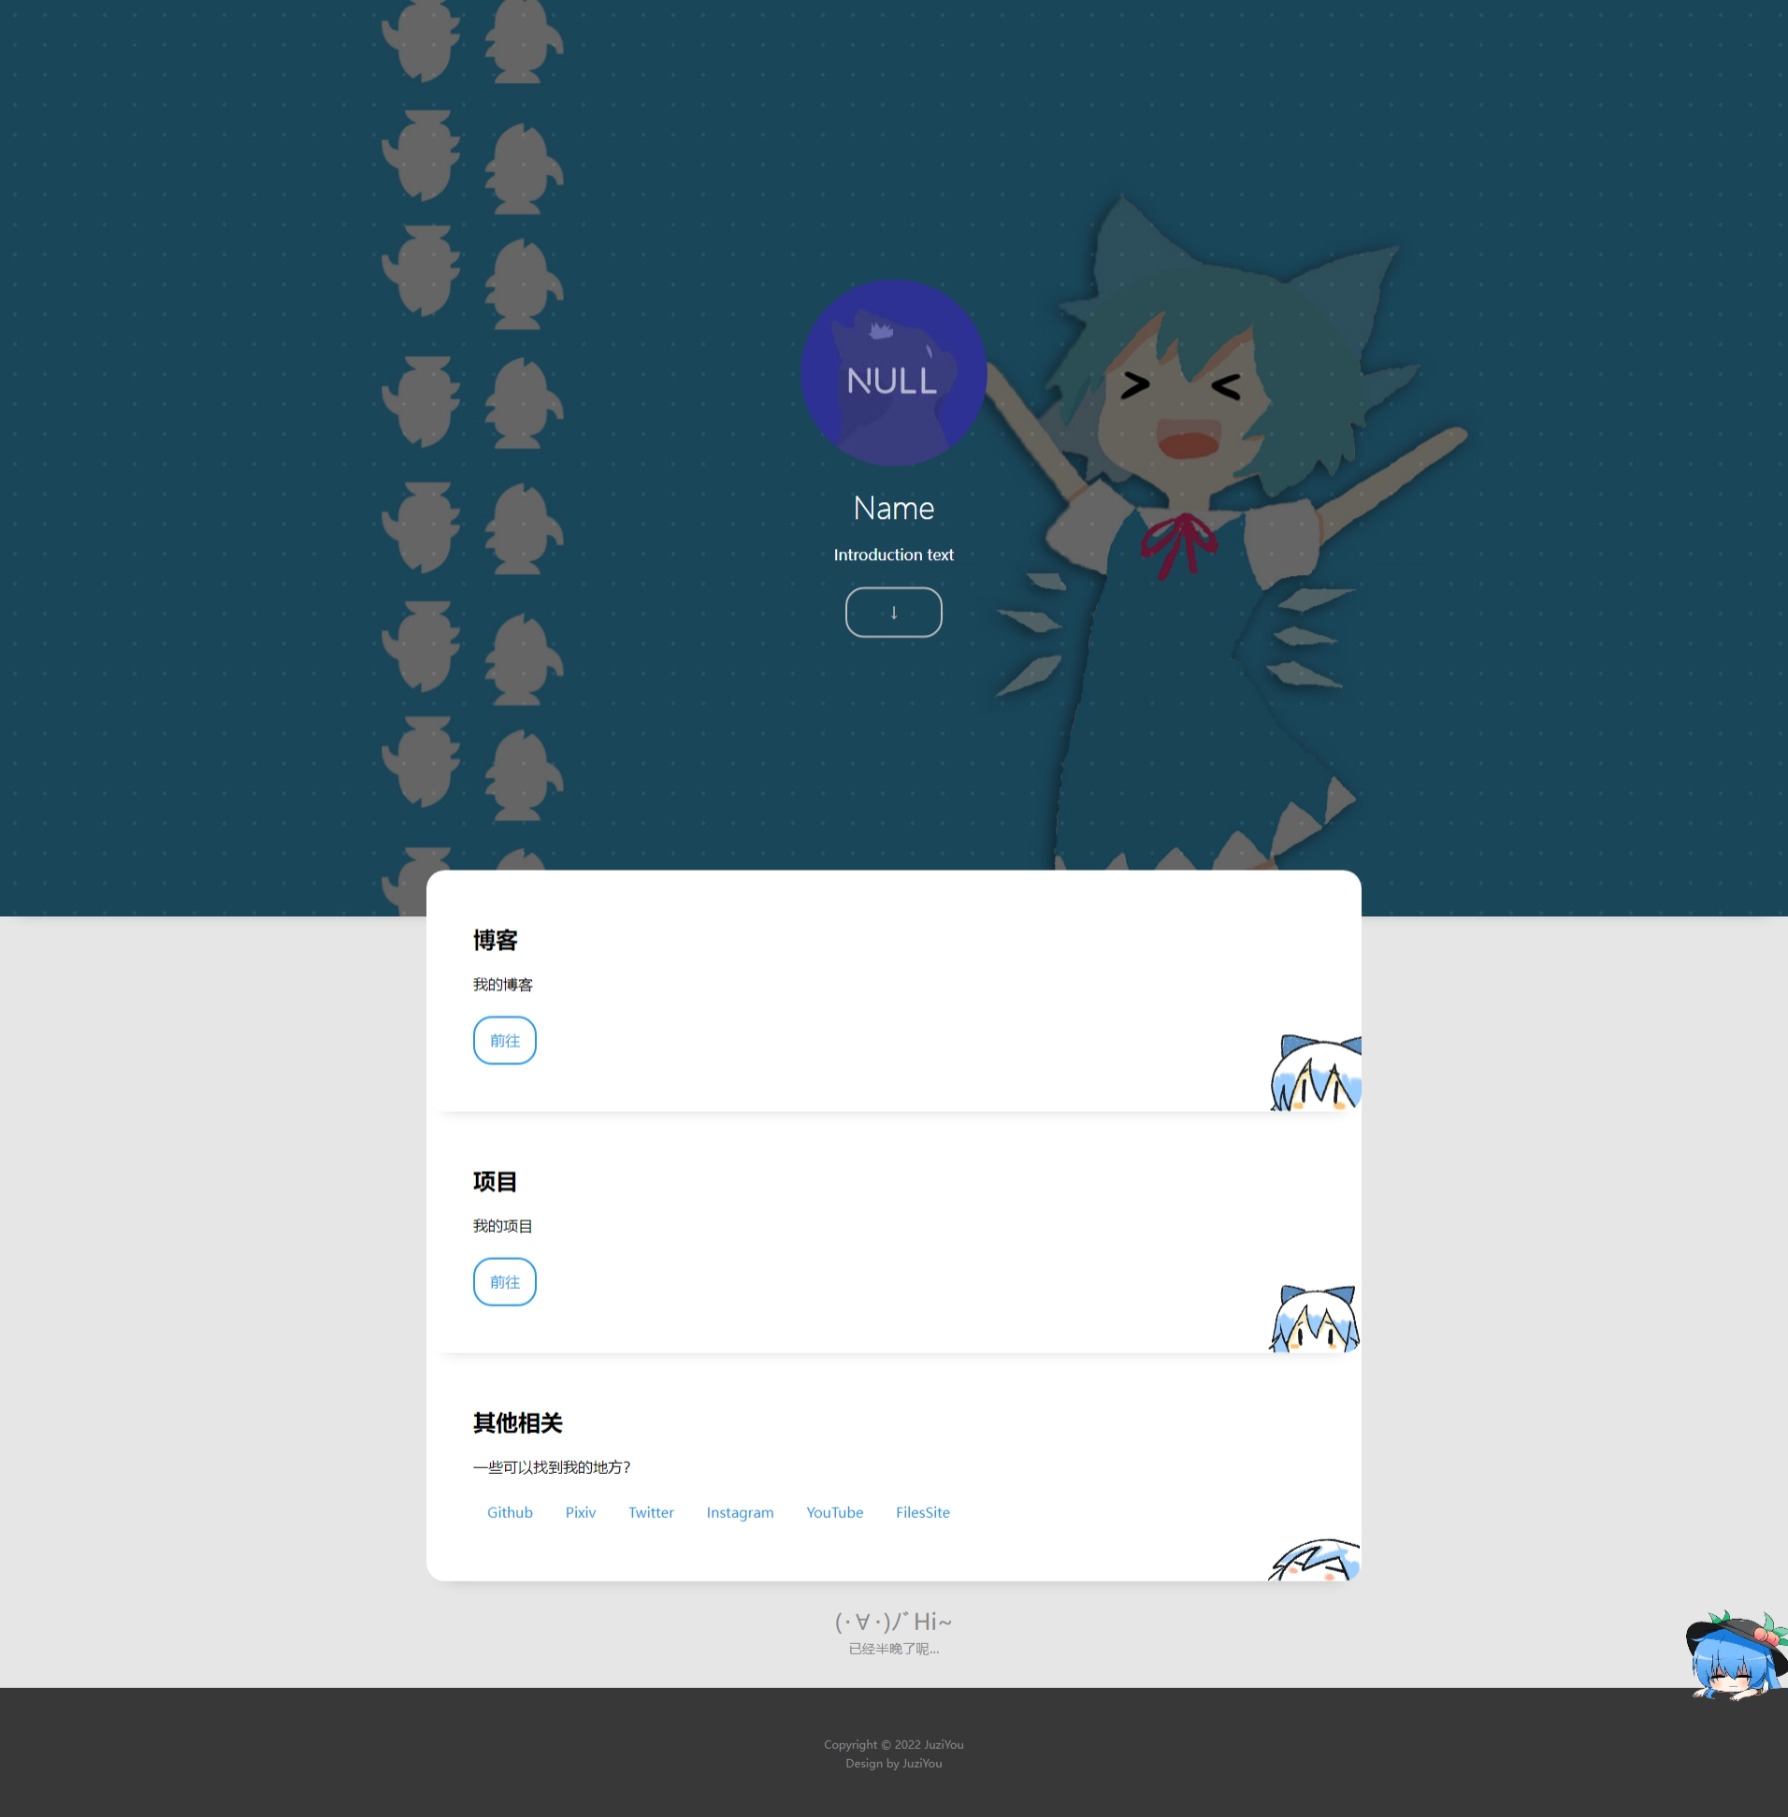 NULL
Name
Introduction text
↓
博客
我的博客
前往
项目
我的项目
前往
其他相关
一些可以找到我的地方?
Github Pixiv Twitter Instagram YouTube FilesSite
(·∀·)ﾉﾞHi~
已经半晚了呢...
Copyright © 2022 JuziYou
Design by JuziYou